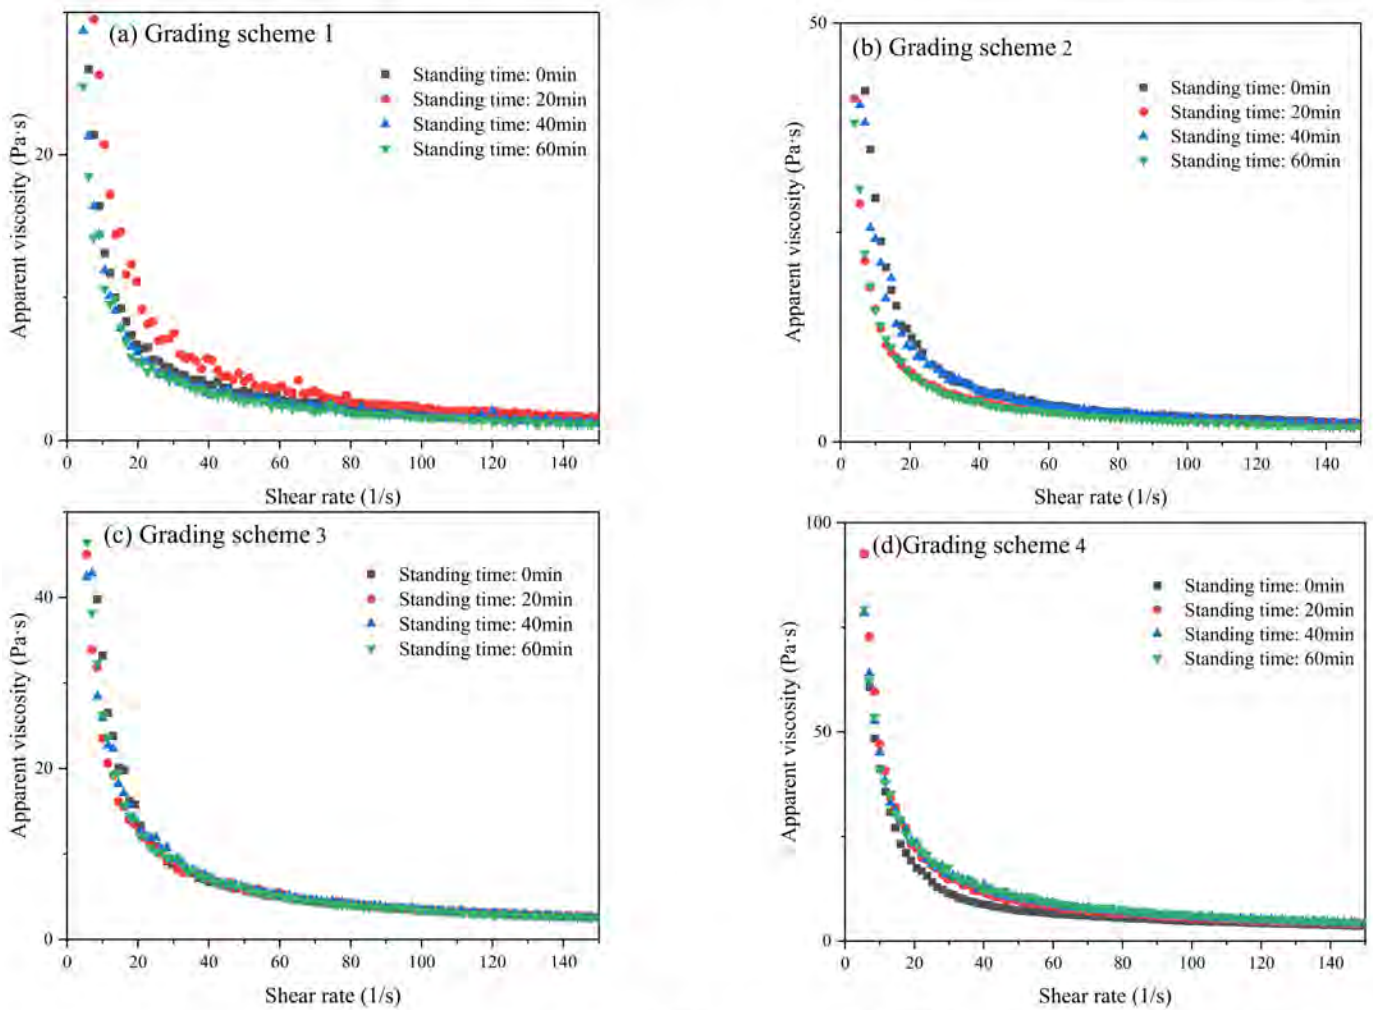 (a) Grading scheme 1
Standing time: 0min
Standing time: 20min
Standing time: 40min
Standing time: 60min
Apparent viscosity (Pa·s)
20
0
0 20 40 60 80 100 120 140
Shear rate (1/s)
50
(b) Grading scheme 2
Standing time: 0min
Standing time: 20min
Standing time: 40min
Standing time: 60min
Apparent viscosity (Pa·s)
0
0 20 40 60 80 100 120 140
Shear rate (1/s)
(c) Grading scheme 3
Standing time: 0min
Standing time: 20min
Standing time: 40min
Standing time: 60min
Apparent viscosity (Pa·s)
40
20
0
0 20 40 60 80 100 120 140
Shear rate (1/s)
100
(d)Grading scheme 4
Standing time: 0min
Standing time: 20min
Standing time: 40min
Standing time: 60min
Apparent viscosity (Pa·s)
50
0
0 20 40 60 80 100 120 140
Shear rate (1/s)